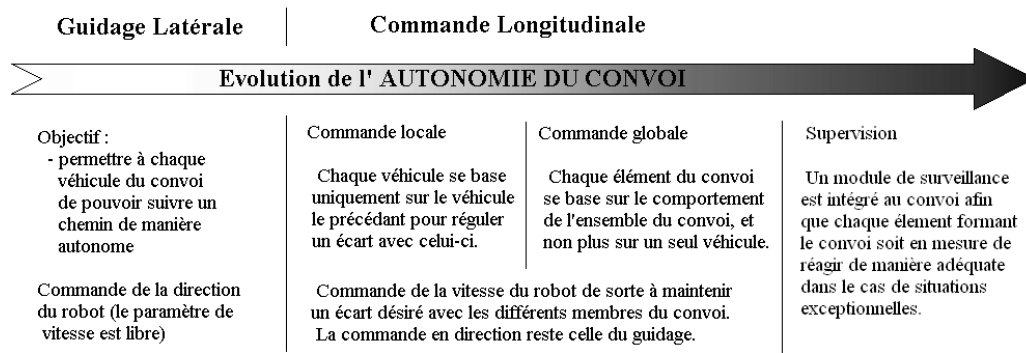 Guidage Latérale
Commande Longitudinale
Evolution de l' AUTONOMIE DU CONVOI
Objectif :
- permettre à chaque
véhicule du convoi
de pouvoir suivre un
chemin de manière
autonome
Commande de la direction
du robot (le paramètre de
vitesse est libre)
Commande locale
Chaque véhicule se base
uniquement sur le véhicule
le précédant pour réguler
un écart avec celui-ci.
Commande globale
Chaque élément du convoi
se base sur le comportement
de l'ensemble du convoi, et
non plus sur un seul véhicule.
Commande de la vitesse du robot de sorte à maintenir
un écart désiré avec les différents membres du convoi.
La commande en direction reste celle du guidage.
Supervision
Un module de surveillance
est intégré au convoi afin
que chaque élement formant
le convoi soit en mesure de
réagir de manière adéquate
dans le cas de situations
exceptionnelles.